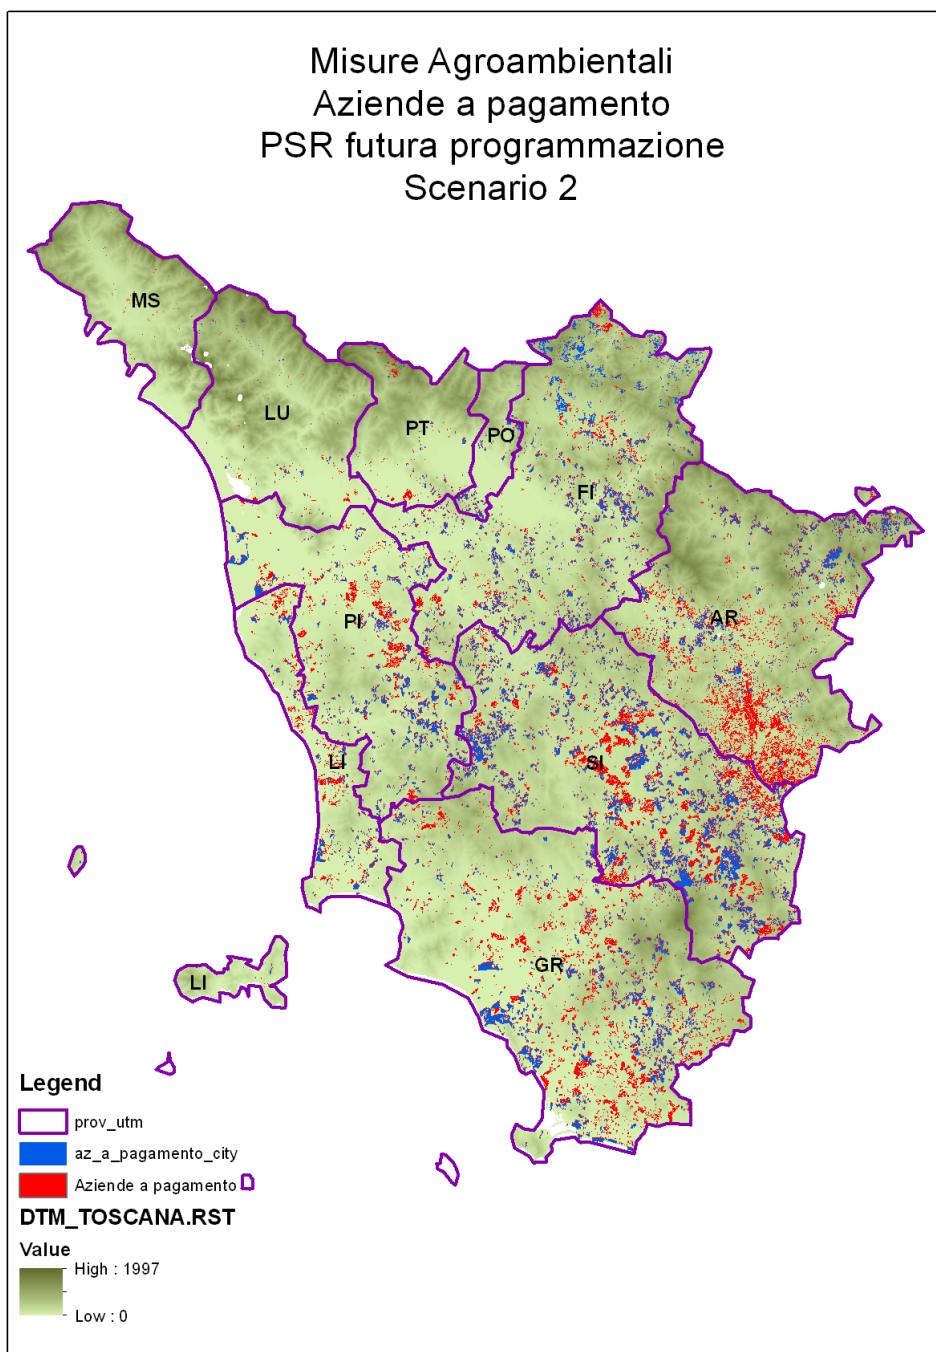 Misure Agroambientali
Aziende a pagamento
PSR futura programmazione
Scenario 2
MS
LU
PT
PO
FI
AR
PI
LI
SI
GR
LI
Legend
prov_utm
az_a_pagamento_city
Aziende a pagamento
DTM_TOSCANA.RST
Value
High : 1997
Low : 0